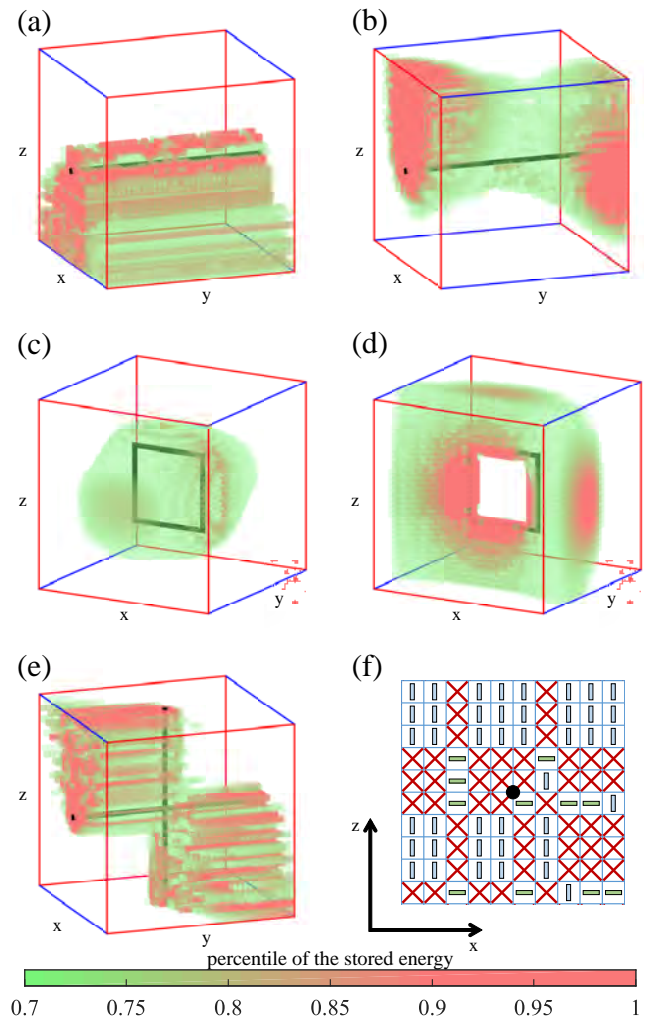 (a)
(b)
z
z
x
y
x
y
(c)
(d)
z
z
x
y
x
y
(e)
(f)
z
z
x
y
x
percentile of the stored energy
0.7 0.75 0.8 0.85 0.9 0.95 1